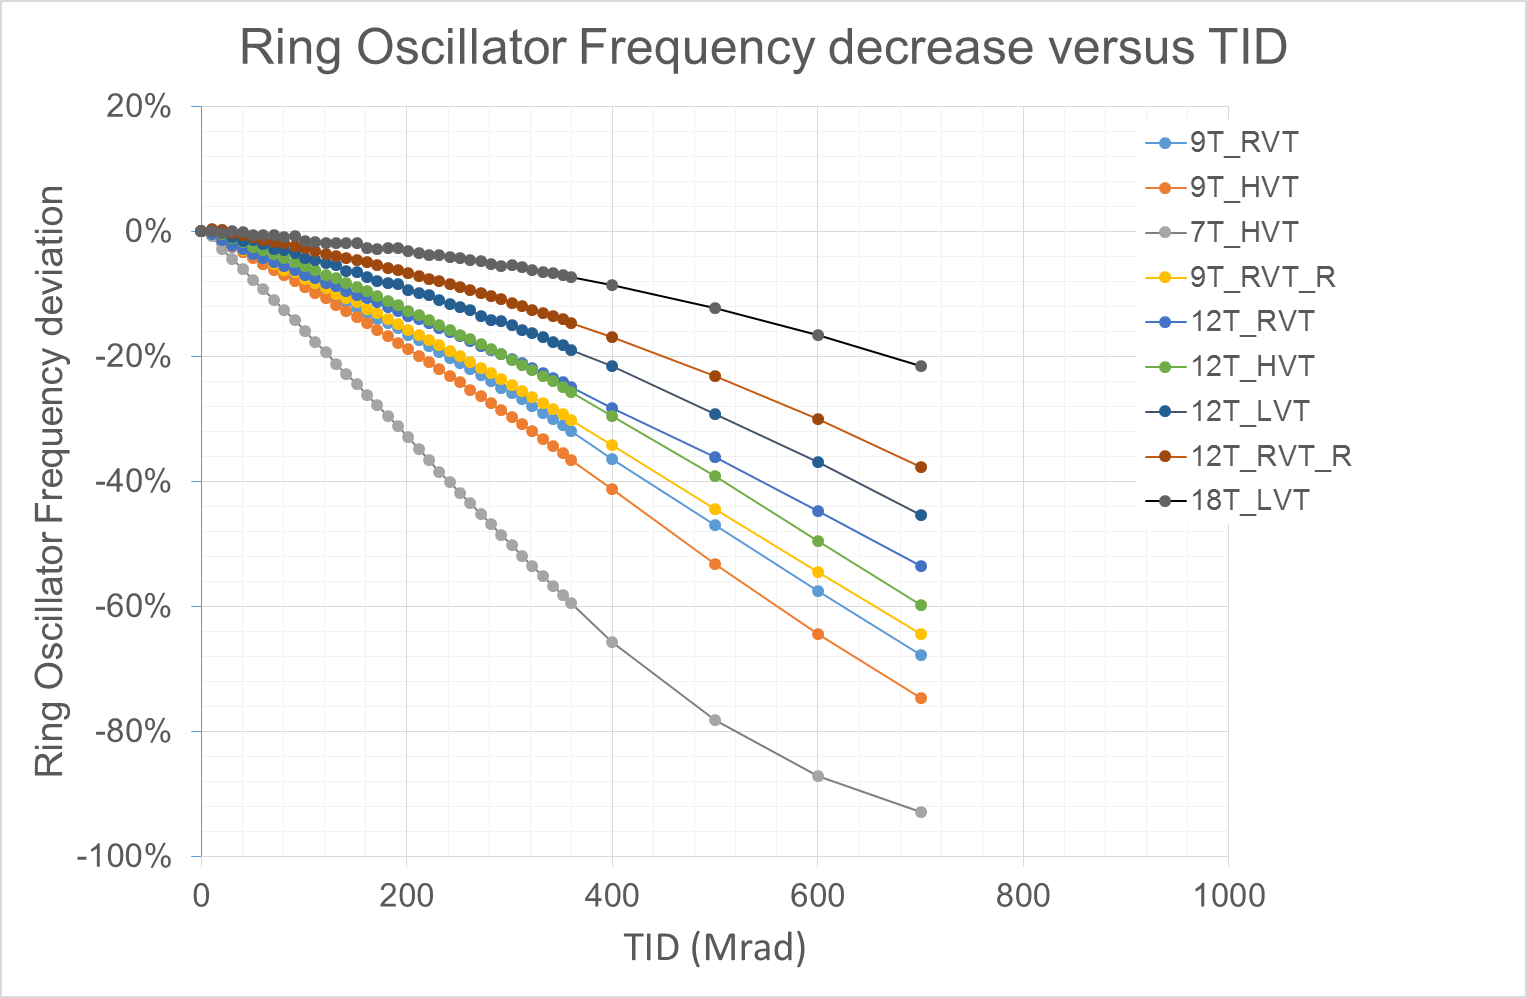 Ring Oscillator Frequency decrease versus TID
Ring Oscillator Frequency deviation
20%
0%
-20%
-40%
-60%
-80%
-100%
0 200 400 600 800 1000
TID (Mrad)
9T_RVT
9T_HVT
7T_HVT
9T_RVT_R
12T_RVT
12T_HVT
12T_LVT
12T_RVT_R
18T_LVT